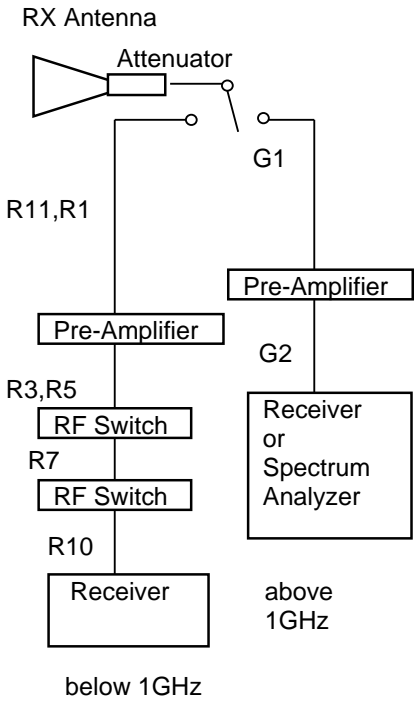 RX Antenna
Attenuator
G1
R11,R1
Pre-Amplifier
Pre-Amplifier
G2
R3,R5
RF Switch
R7
RF Switch
R10
Receiver
Receiver
or
Spectrum
Analyzer
above
1GHz
below 1GHz